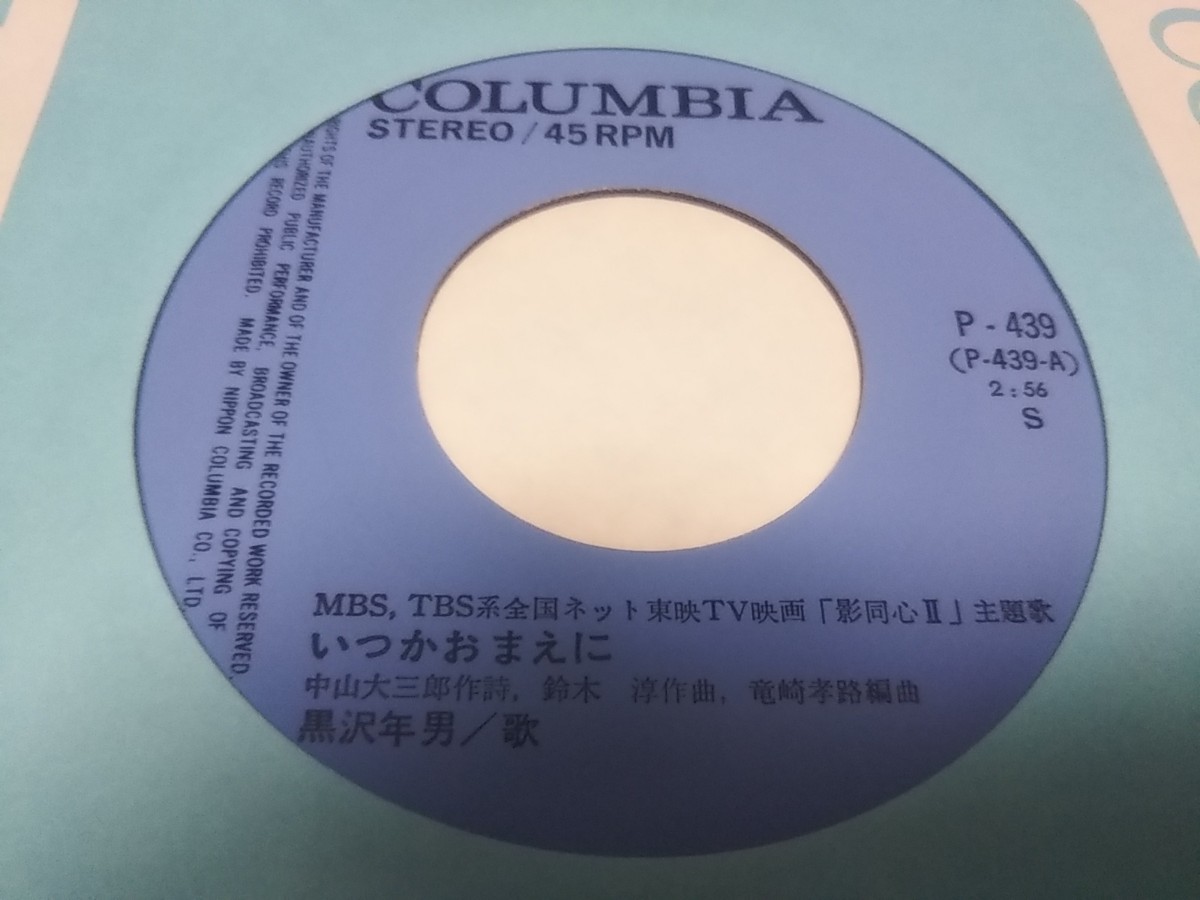 COLUMBIA
STEREO / 45 RPM
RIGHTS OF THE MANUFACTURER AND OF THE OWNER OF THE RECORDED WORK RESERVED.
AUTHORIZED PUBLIC PERFORMANCE, BROADCASTING AND COPYING OF
RECORD PROHIBITED. MADE BY NIPPON COLUMBIA CO., LTD.
P - 439
(P-439-A)
2:56
S
MBS, TBS系全国ネット東映TV映画「影同心Ⅱ」主題歌
いつかおまえに
中山大三郎作詩, 鈴木 淳作曲, 竜崎孝路編曲
黒沢年男／歌